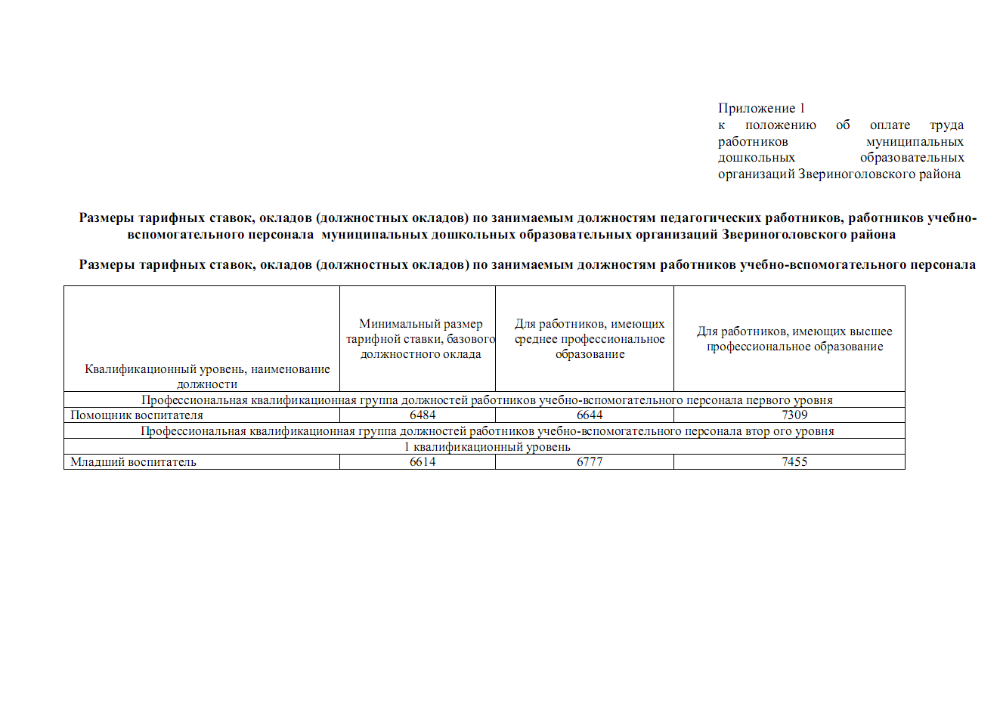 Приложение 1
к положению об оплате труда
работников муниципальных
дошкольных образовательных
организаций Звериноголовского района
Размеры тарифных ставок, окладов (должностных окладов) по занимаемым должностям педагогических работников, работников учебно-
вспомогательного персонала муниципальных дошкольных образовательных организаций Звериноголовского района
Размеры тарифных ставок, окладов (должностных окладов) по занимаемым должностям работников учебно-вспомогательного персонала
Квалификационный уровень, наименование
должности
Минимальный размер
тарифной ставки, базового
должностного оклада
Для работников, имеющих
среднее профессиональное
образование
Для работников, имеющих высшее
профессиональное образование
Профессиональная квалификационная группа должностей работников учебно-вспомогательного персонала первого уровня
Помощник воспитателя 6484 6644 7309
Профессиональная квалификационная группа должностей работников учебно-вспомогательного персонала втор ого уровня
1 квалификационный уровень
Младший воспитатель 6614 6777 7455